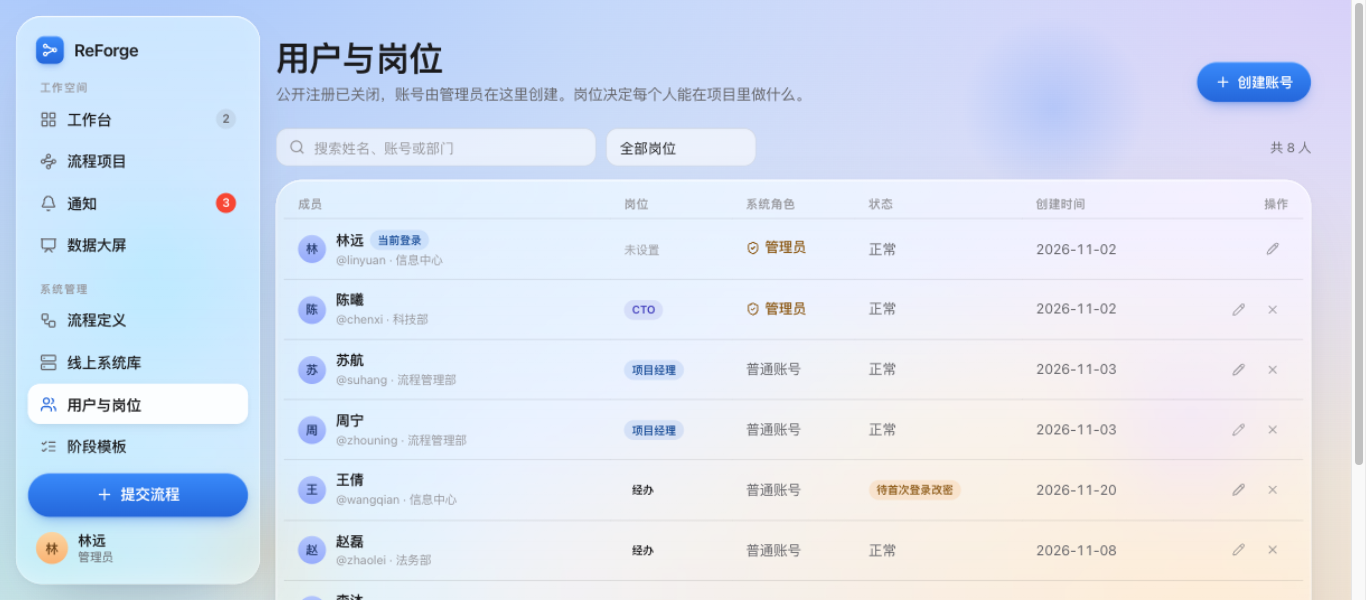 ReForge
工作空间
工作台 2
流程项目
通知 3
数据大屏
系统管理
流程定义
线上系统库
用户与岗位
阶段模板
提交流程
林 林远
管理员
用户与岗位
公开注册已关闭，账号由管理员在这里创建。岗位决定每个人能在项目里做什么。
创建账号
搜索姓名、账号或部门
全部岗位
共 8 人
成员 岗位 系统角色 状态 创建时间 操作
林 林远 当前登录 未设置 管理员 正常 2026-11-02
@linyuan · 信息中心
陈 陈曦 CTO 管理员 正常 2026-11-02
@chenxi · 科技部
苏 苏航 项目经理 普通账号 正常 2026-11-03
@suhang · 流程管理部
周 周宁 项目经理 普通账号 正常 2026-11-03
@zhouning · 流程管理部
王 王倩 经办 普通账号 待首次登录改密 2026-11-20
@wangqian · 信息中心
赵 赵磊 经办 普通账号 正常 2026-11-08
@zhaolei · 法务部